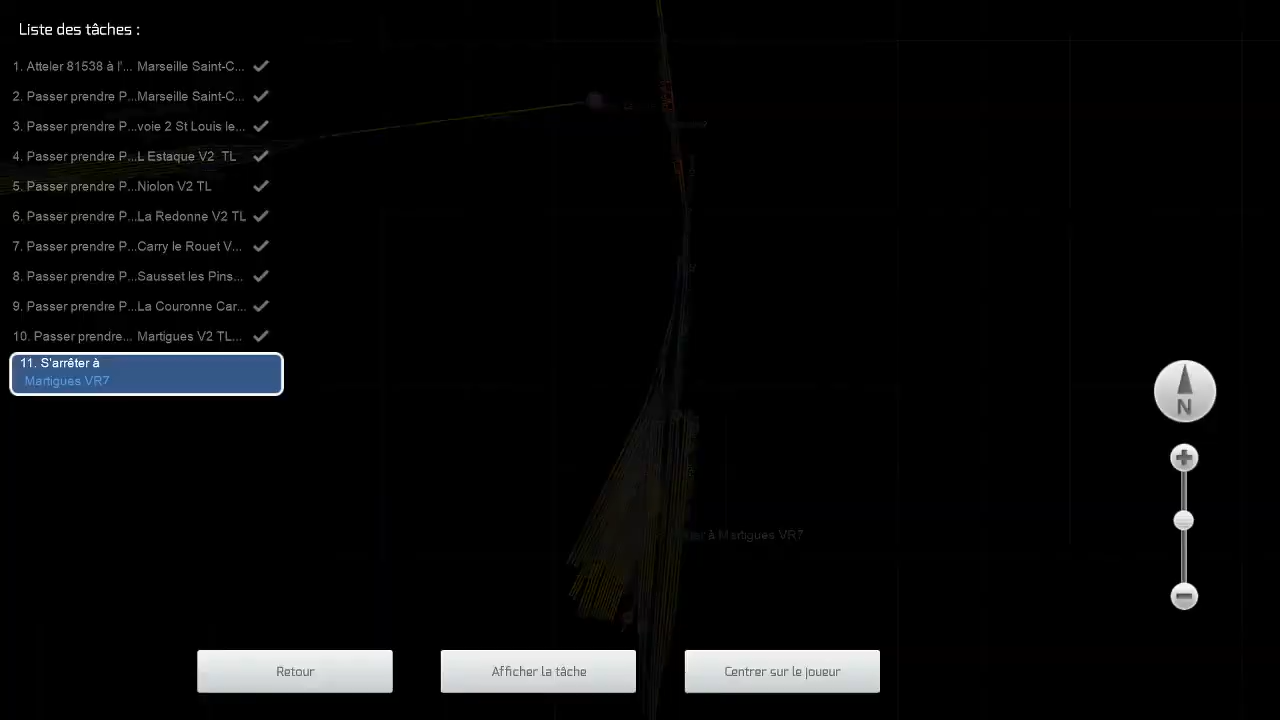 Liste des tâches :
1. Atteler 81538 à l'... Marseille Saint-C...
2. Passer prendre P...Marseille Saint-C...
3. Passer prendre P...voie 2 St Louis le...
4. Passer prendre P...L Estaque V2 TL
5. Passer prendre P...Niolon V2 TL
6. Passer prendre P...La Redonne V2 TL
7. Passer prendre P...Carry le Rouet V...
8. Passer prendre P...Sausset les Pins...
9. Passer prendre P...La Couronne Car...
10. Passer prendre... Martigues V2 TL...
11. S'arrêter à
Martigues VR7
à Martigues VR7
N
Retour
Afficher la tâche
Centrer sur le joueur